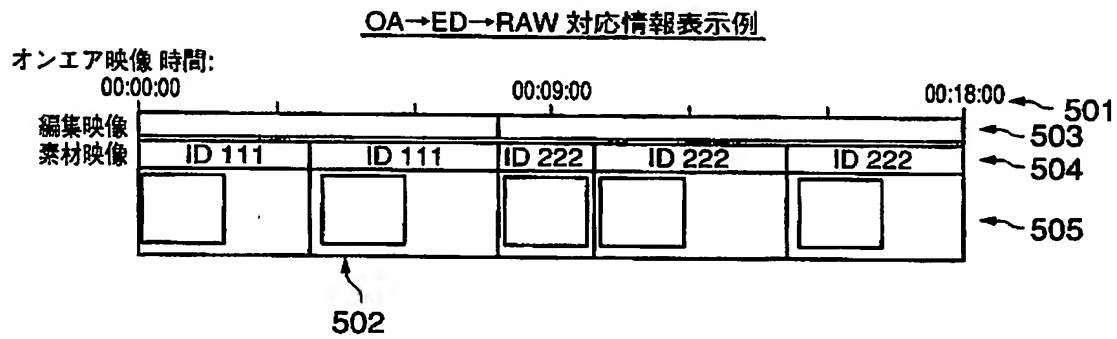 OA→ED→RAW 対応情報表示例
オンエア映像 時間:
00:00:00 00:09:00 00:18:00 501
編集映像 503
素材映像 ID 111 ID 111 ID 222 ID 222 ID 222 504
505
502